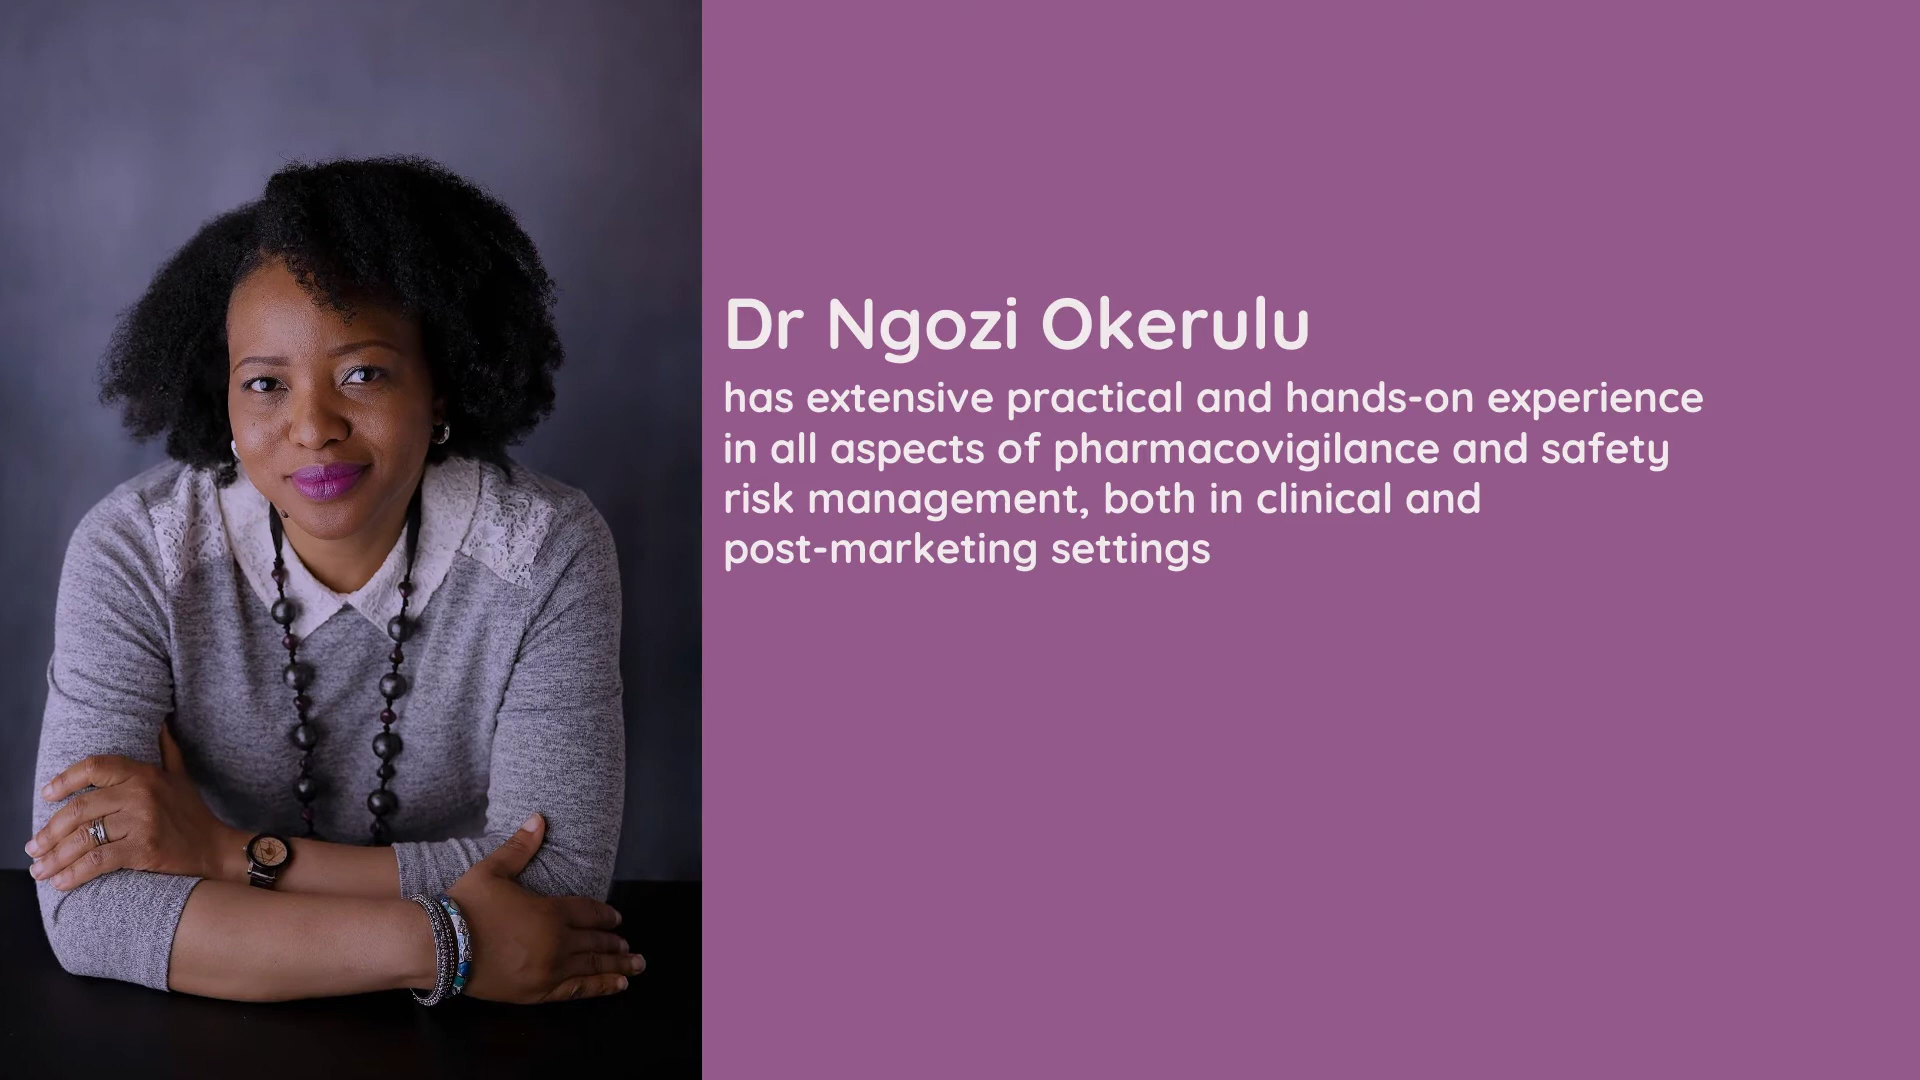 Dr Ngozi Okerulu
has extensive practical and hands-on experience
in all aspects of pharmacovigilance and safety
risk management, both in clinical and
post-marketing settings